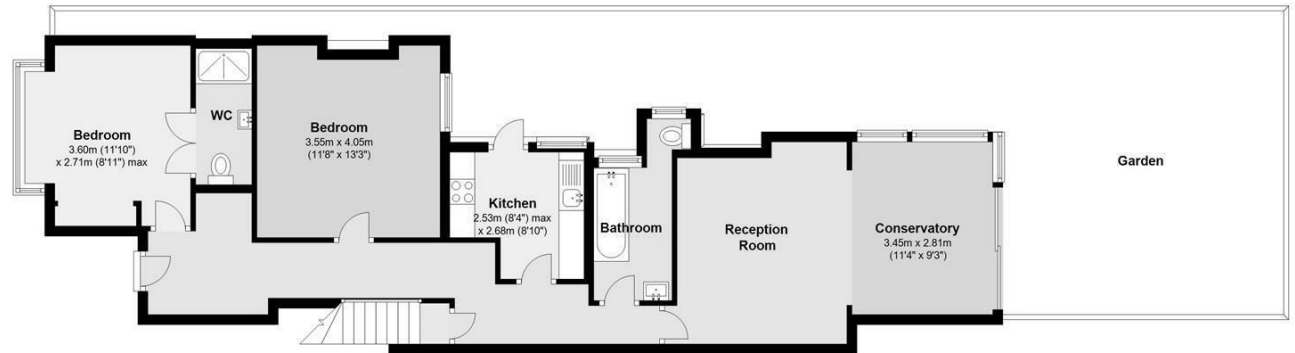 Bedroom
3.60m (11'10")
x 2.71m (8'11") max
WC
Bedroom
3.55m x 4.05m
(11'8" x 13'3")
Kitchen
2.53m (8'4") max
x 2.68m (8'10")
Bathroom
Reception
Room
Conservatory
3.45m x 2.81m
(11'4" x 9'3")
Garden